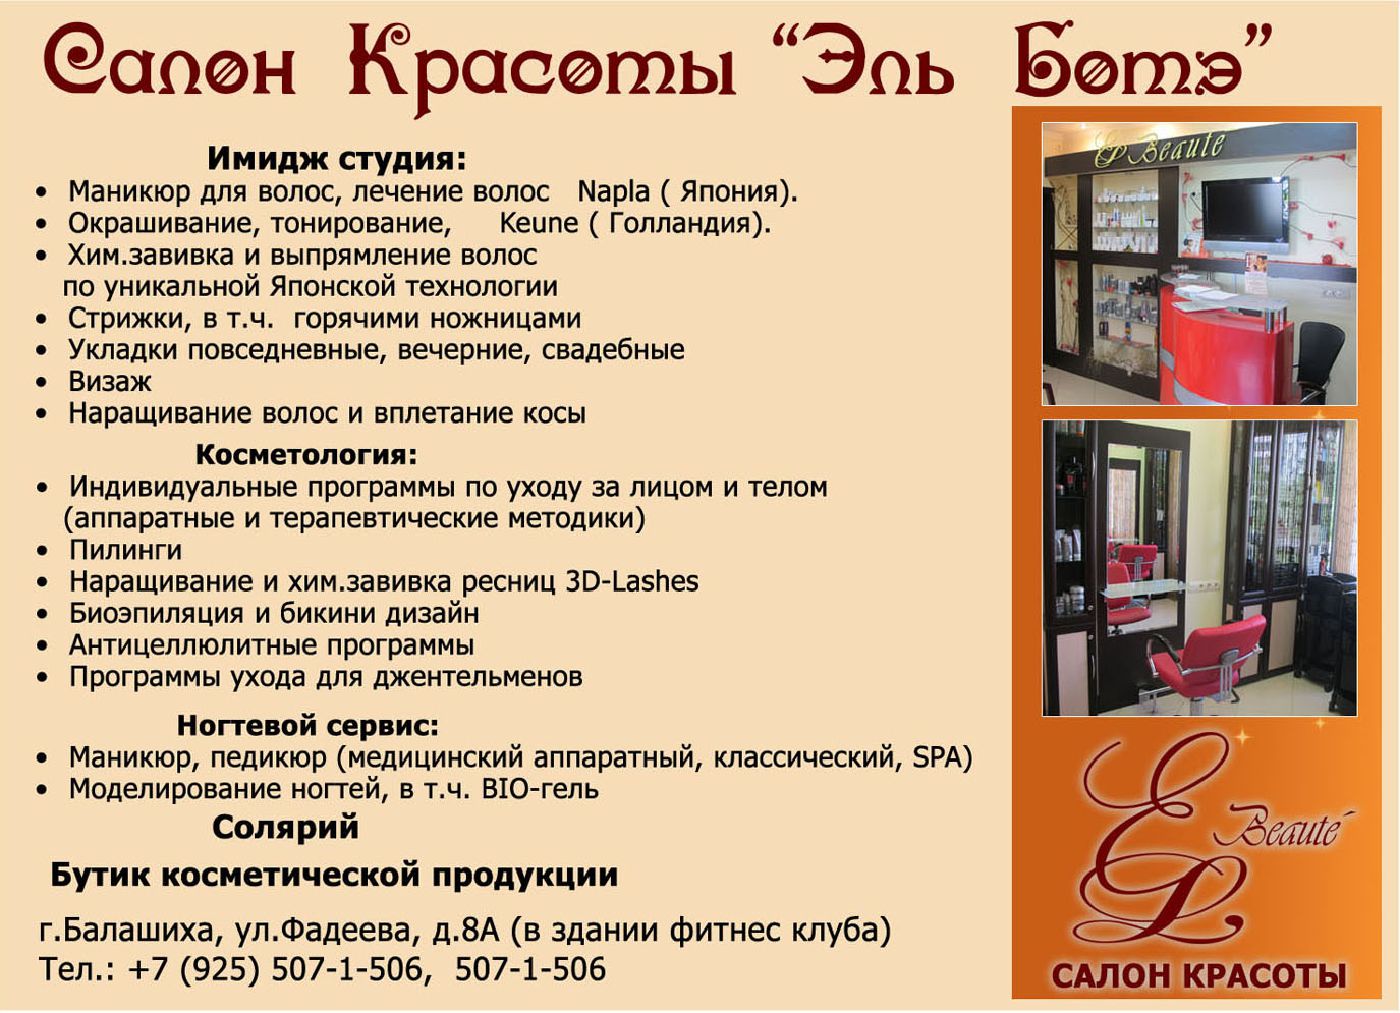 Салон Красоты “Эль Ботэ”
Имидж студия:
• Маникюр для волос, лечение волос Napla ( Япония).
• Окрашивание, тонирование, Keune ( Голландия).
• Хим.завивка и выпрямление волос
по уникальной Японской технологии
• Стрижки, в т.ч. горячими ножницами
• Укладки повседневные, вечерние, свадебные
• Визаж
• Наращивание волос и вплетание косы
Косметология:
• Индивидуальные программы по уходу за лицом и телом
(аппаратные и терапевтические методики)
• Пилинги
• Наращивание и хим.завивка ресниц 3D-Lashes
• Биоэпиляция и бикини дизайн
• Антицеллюлитные программы
• Программы ухода для джентельменов
Ногтевой сервис:
• Маникюр, педикюр (медицинский аппаратный, классический, SPA)
• Моделирование ногтей, в т.ч. BIO-гель
Солярий
Бутик косметической продукции
г.Балашиха, ул.Фадеева, д.8А (в здании фитнес клуба)
Тел.: +7 (925) 507-1-506, 507-1-506
EL Beauté
EL Beauté
САЛОН КРАСОТЫ